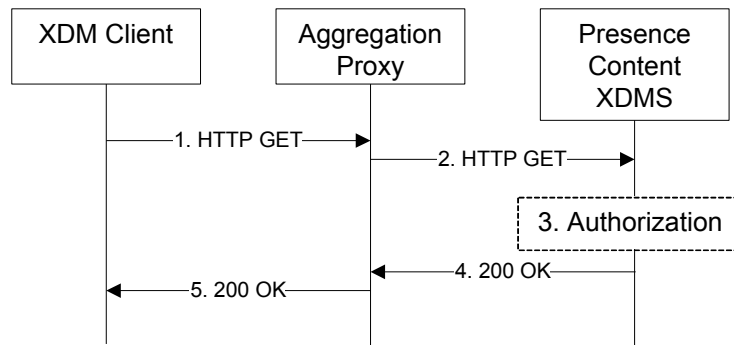 XDM Client
Aggregation
Proxy
Presence
Content
XDMS
1. HTTP GET
2. HTTP GET
3. Authorization
4. 200 OK
5. 200 OK